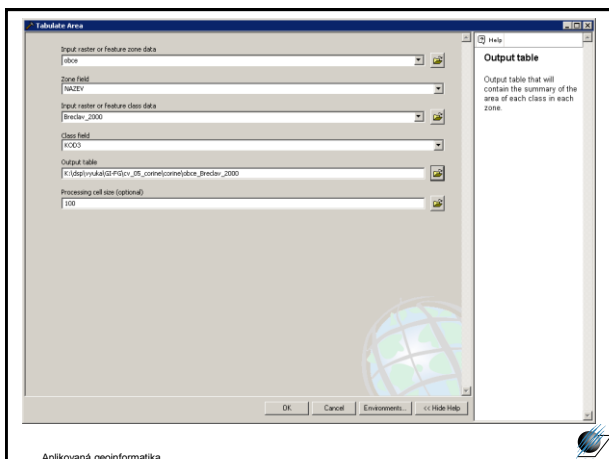 Tabulate Area
Input raster or feature zone data
obce
Zone field
NAZEV
Input raster or feature class data
Breclav_2000
Class field
KOD3
Output table
K:\dsp\vyuka\GI-FG\cv_05_corine\corine\obce_Breclav_2000
Processing cell size (optional)
100
OK
Cancel
Environments...
<< Hide Help
Help
Output table
Output table that will
contain the summary of the
area of each class in each
zone.
Aplikovaná geoinformatika